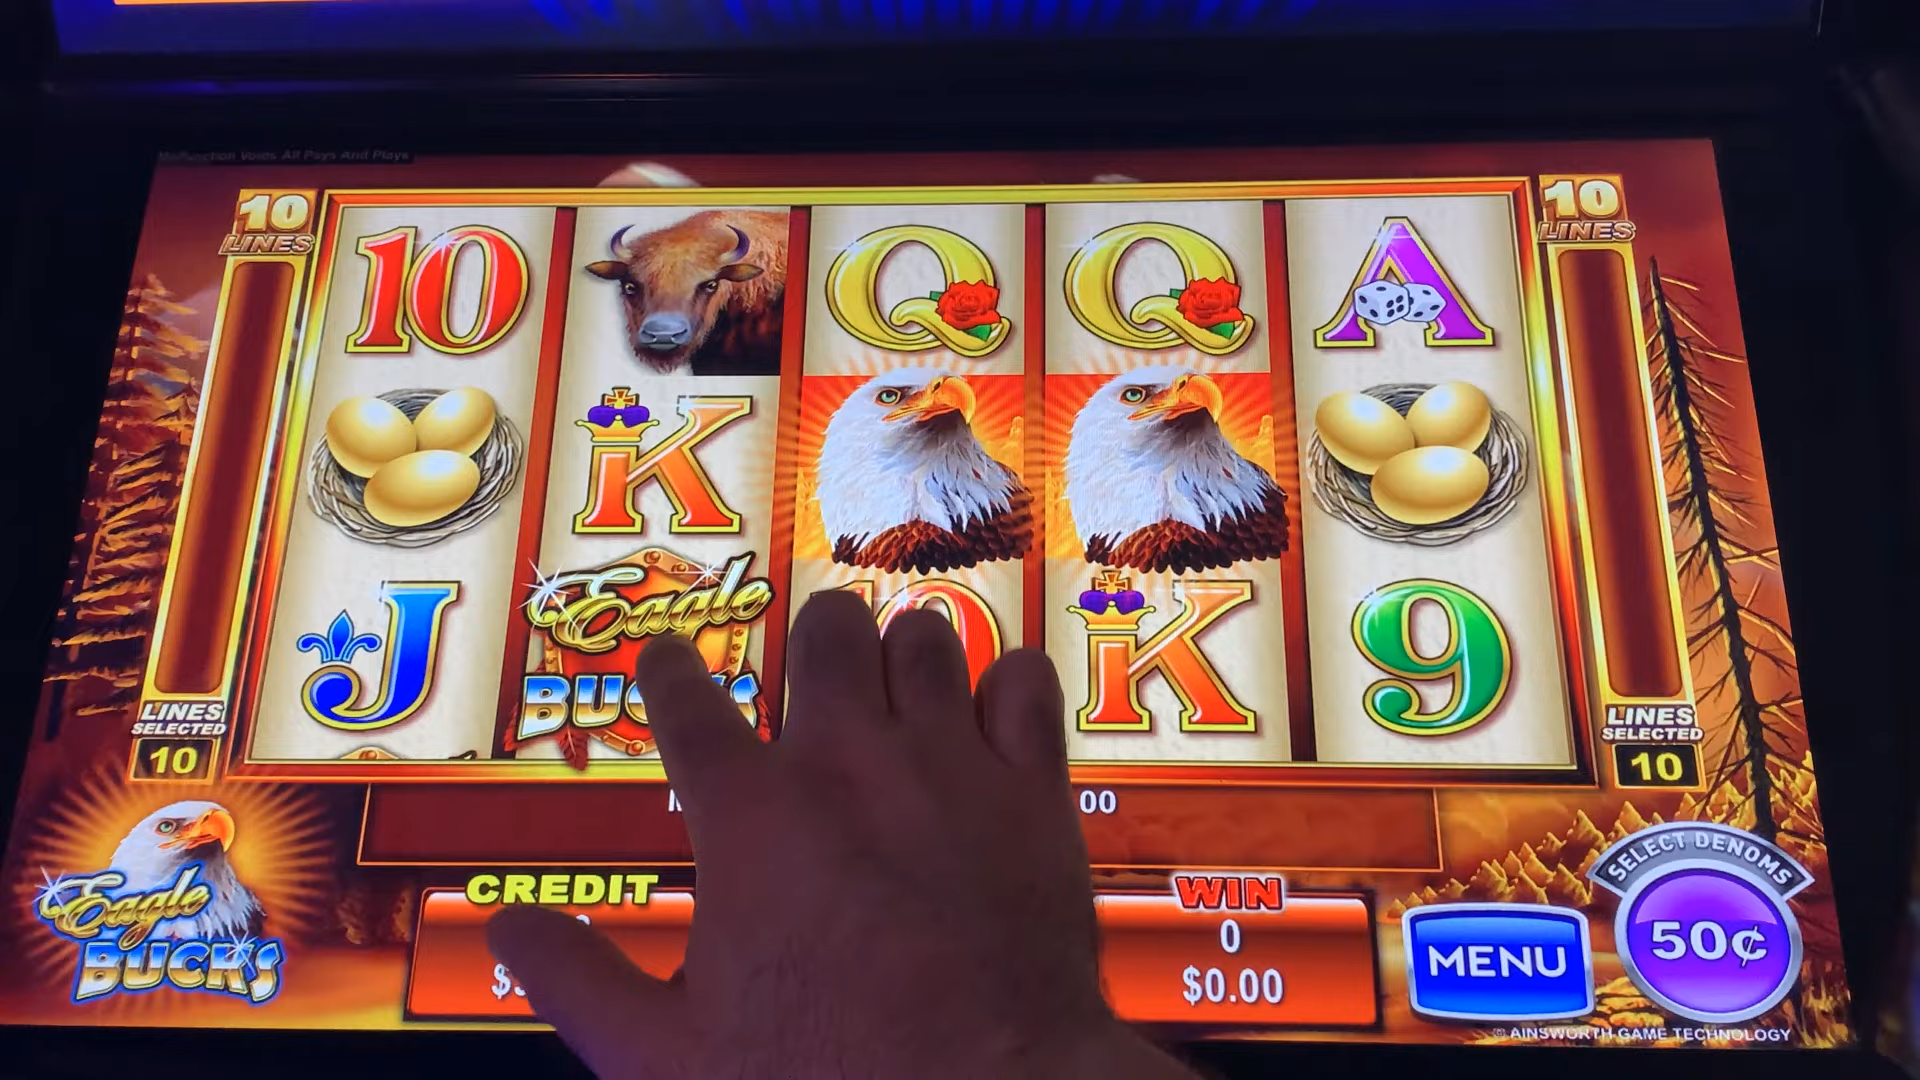 Malfunction Voids All Pays And Plays
10 LINES
10 LINES
10 Q Q A
K
Eagle
J K 9
LINES SELECTED
10
LINES SELECTED
10
00
Eagle BUCKS
CREDIT
WIN
0
$0.00
MENU
SELECT DENOMS
50¢
AINSWORTH GAME TECHNOLOGY